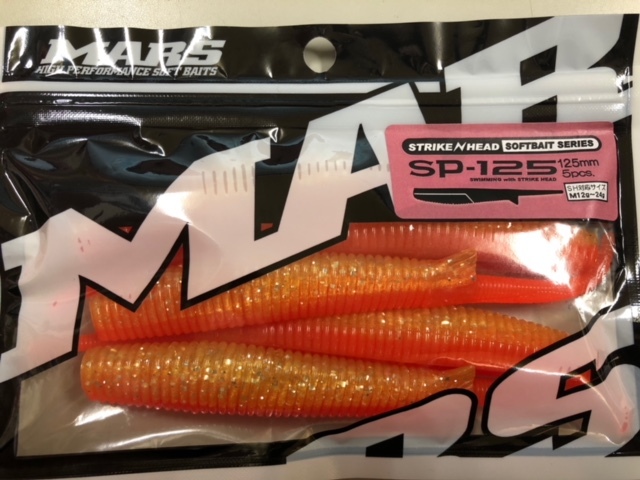 MARS
HIGH PERFORMANCE SOFT BAITS
MARS
STRIKE N HEAD SOFTBAIT SERIES
SP-125 125mm
5pcs.
SWIMMING with STRIKE HEAD
SH対応サイズ
M12g~24g